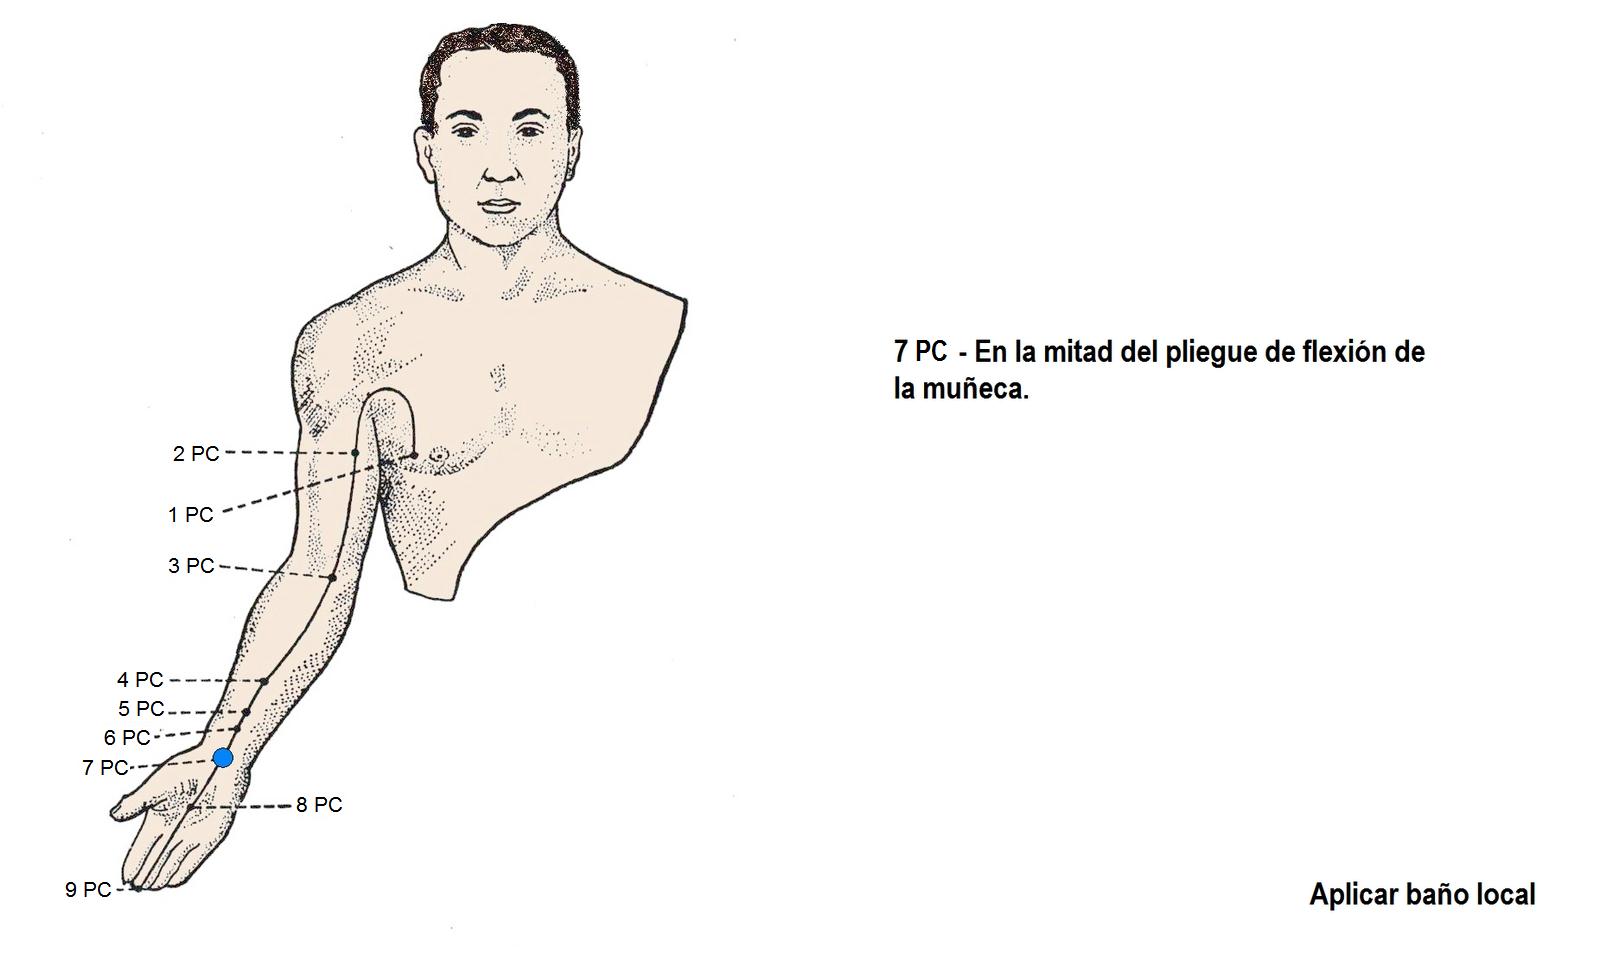 7 PC - En la mitad del pliegue de flexión de
la muñeca.
2 PC
1 PC
3 PC
4 PC
5 PC
6 PC
7 PC
8 PC
9 PC
Aplicar baño local